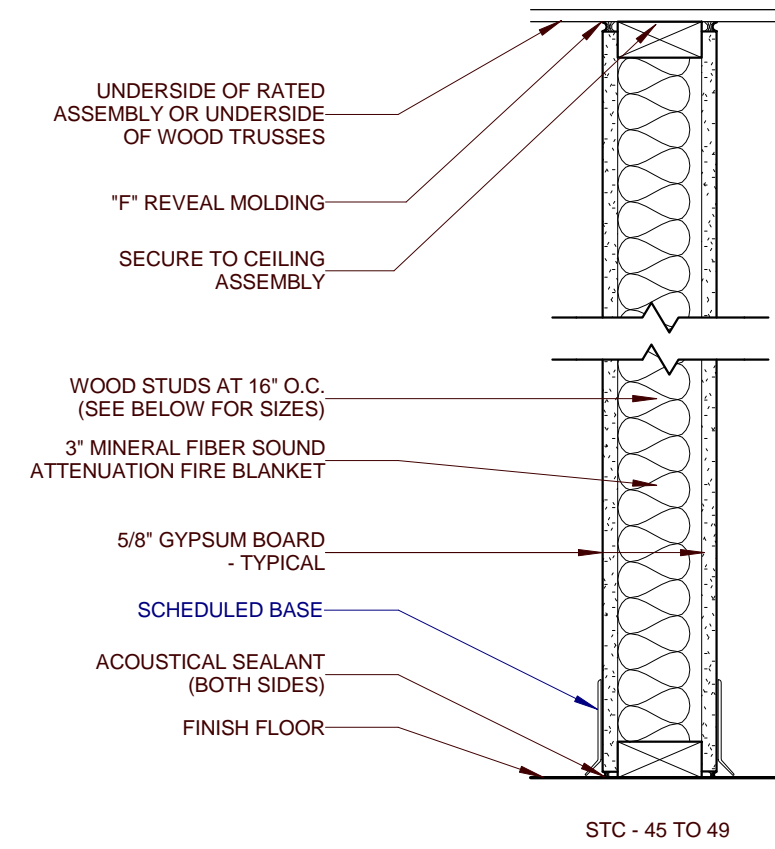 UNDERSIDE OF RATED
ASSEMBLY OR UNDERSIDE
OF WOOD TRUSSES
"F" REVEAL MOLDING
SECURE TO CEILING
ASSEMBLY
WOOD STUDS AT 16" O.C.
(SEE BELOW FOR SIZES)
3" MINERAL FIBER SOUND
ATTENUATION FIRE BLANKET
5/8" GYPSUM BOARD
- TYPICAL
SCHEDULED BASE
ACOUSTICAL SEALANT
(BOTH SIDES)
FINISH FLOOR
STC - 45 TO 49